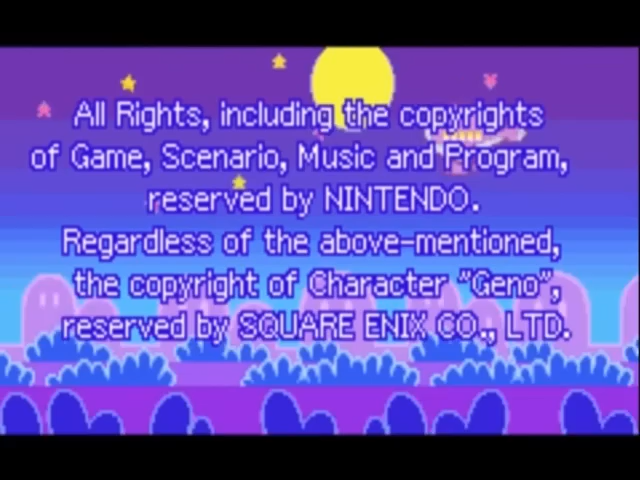 All Rights, including the copyrights
of Game, Scenario, Music and Program,
reserved by NINTENDO.
Regardless of the above-mentioned,
the copyright of Character "Geno",
reserved by SQUARE ENIX CO., LTD.